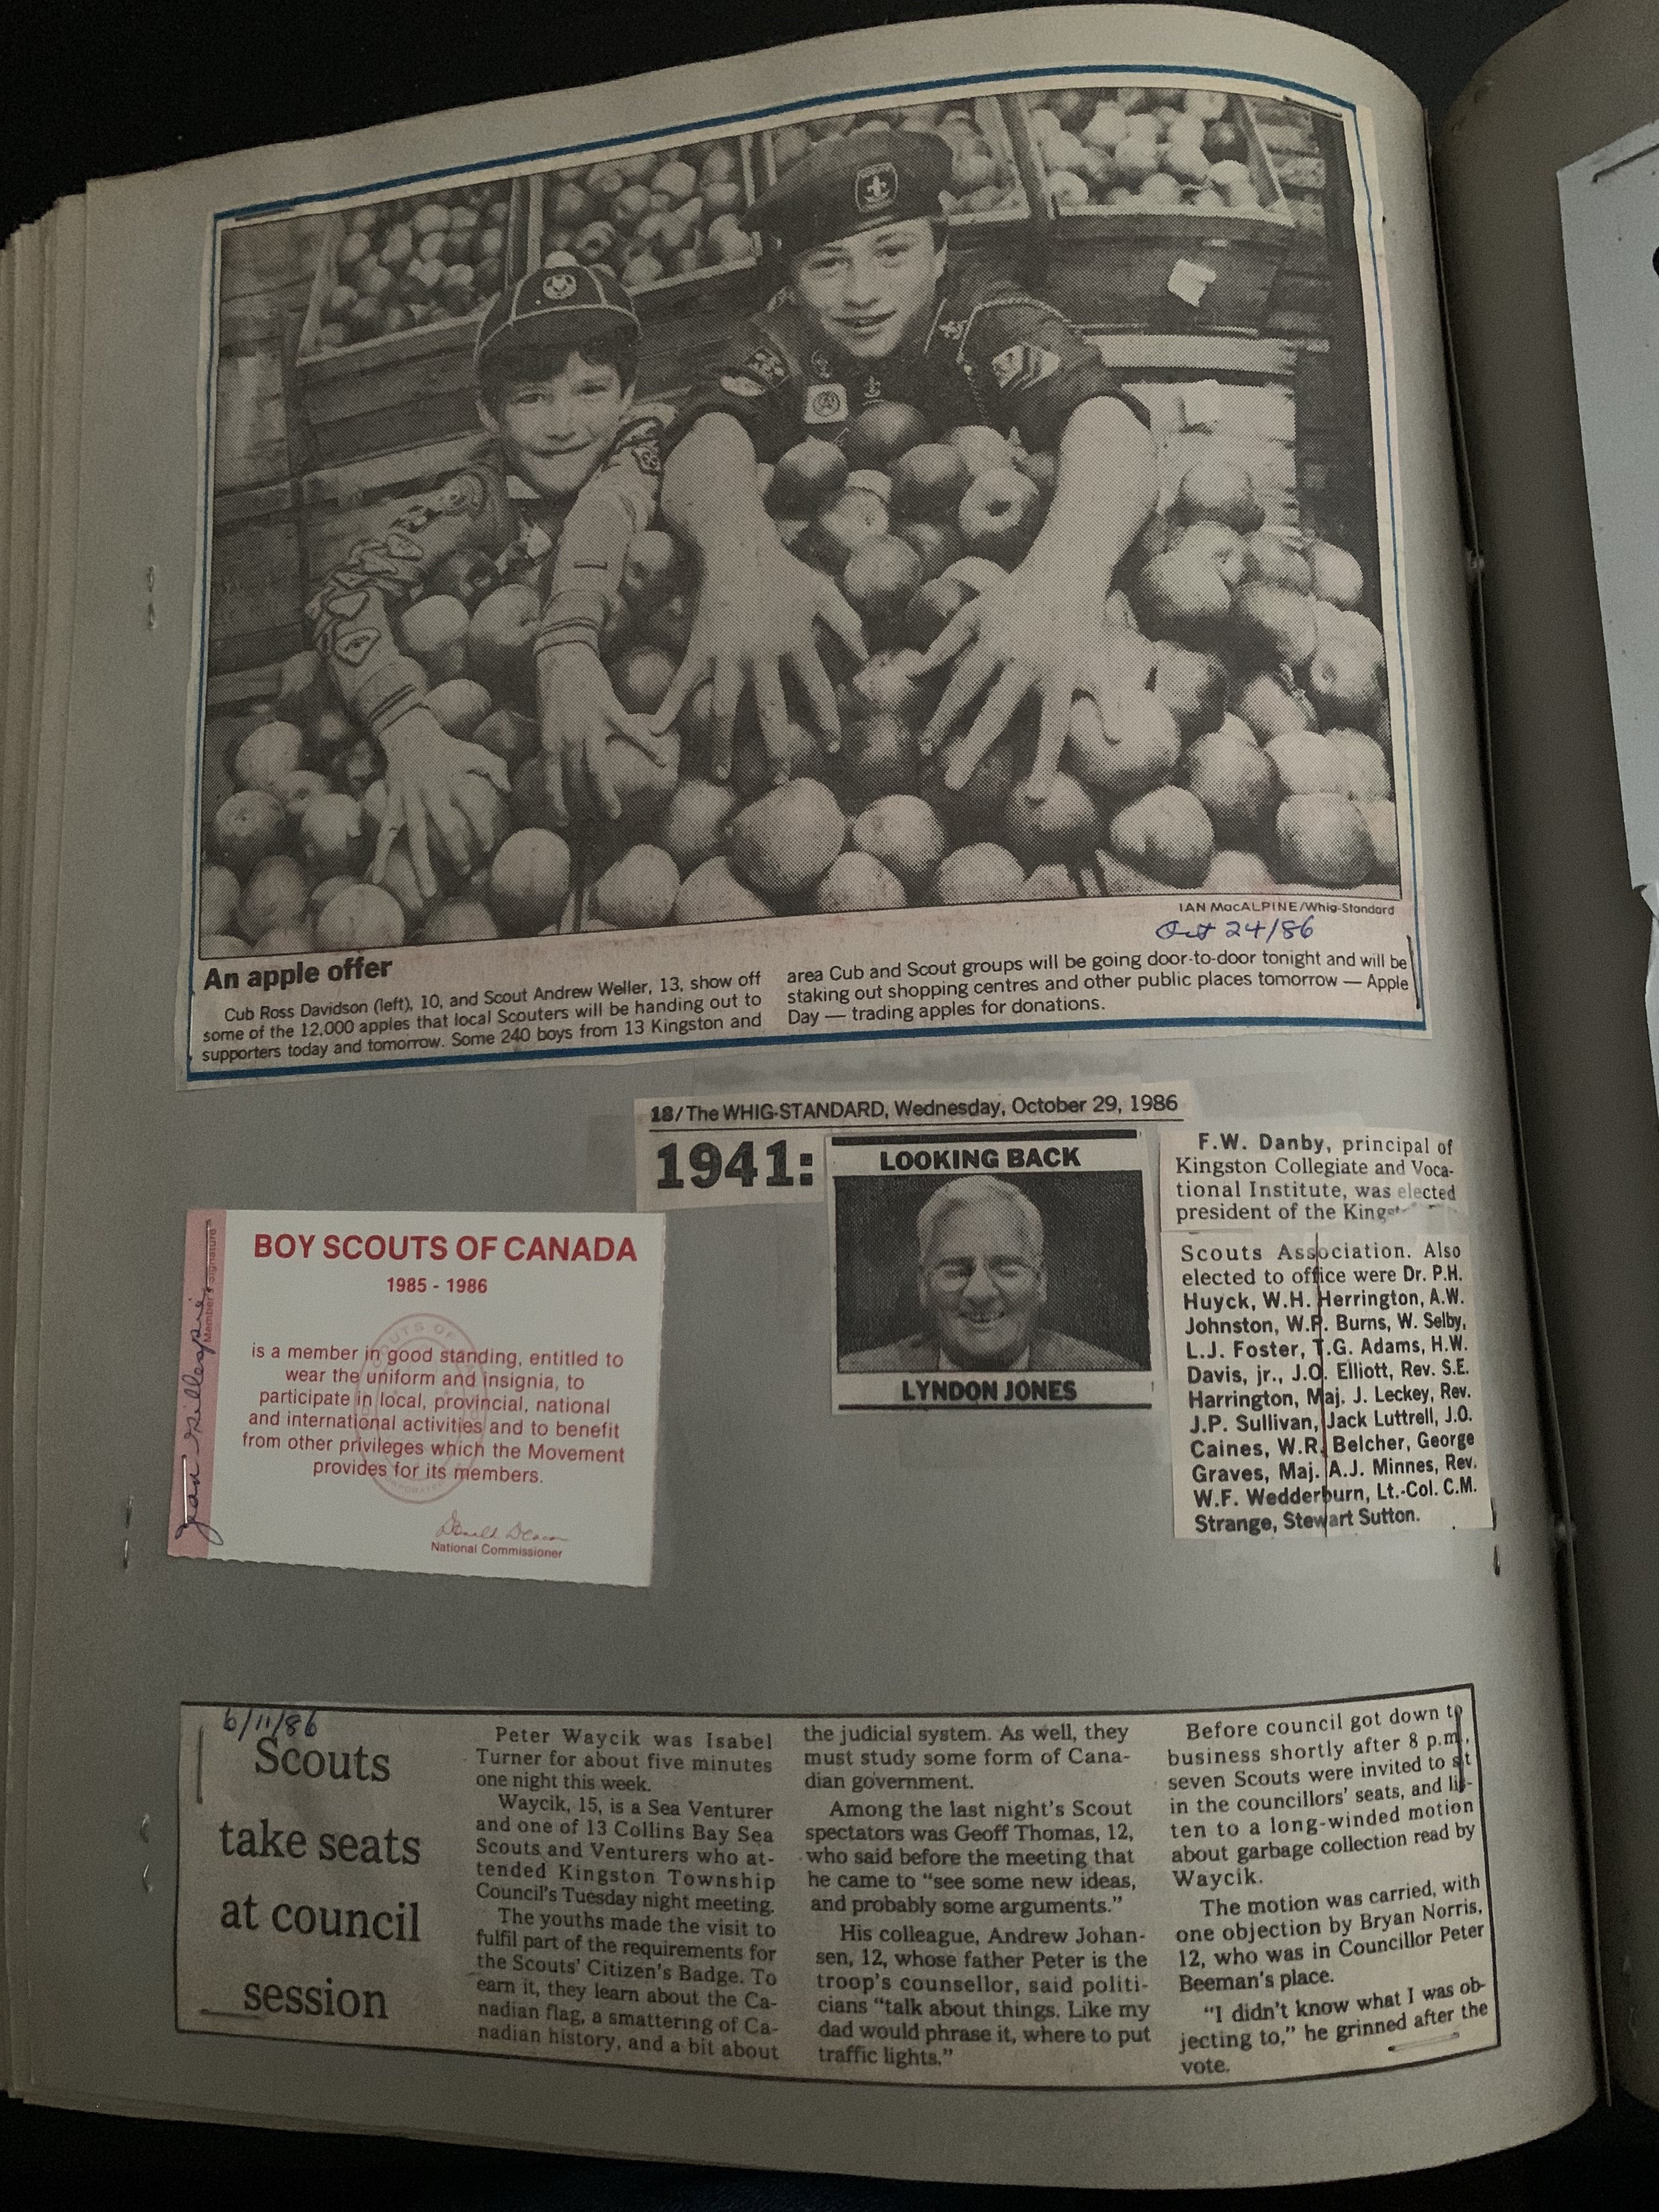 IAN MacALPINE/Whig-Standard
Oct 24/86
An apple offer
Cub Ross Davidson (left), 10, and Scout Andrew Weller, 13, show off
some of the 12,000 apples that local Scouters will be handing out to
supporters today and tomorrow. Some 240 boys from 13 Kingston and
area Cub and Scout groups will be going door-to-door tonight and will be
staking out shopping centres and other public places tomorrow — Apple
Day — trading apples for donations.
18/The WHIG-STANDARD, Wednesday, October 29, 1986
1941:
LOOKING BACK
LYNDON JONES
F.W. Danby, principal of
Kingston Collegiate and Voca-
tional Institute, was elected
president of the
Scouts Association. Also
elected to office were Dr. P.H.
Huyck, W.H. Herrington, A.W.
Johnston, W.P. Burns, W. Selby,
L.J. Foster, T.G. Adams, H.W.
Davis, jr., J.O. Elliott, Rev. S.E.
Harrington, Maj. J. Leckey, Rev.
J.P. Sullivan, Jack Luttrell, J.O.
Caines, W.R. Belcher, George
Graves, Maj. A.J. Minnes, Rev.
W.F. Wedderburn, Lt.-Col. C.M.
Strange, Stewart Sutton.
Jean Gillespie
Member's Signature
BOY SCOUTS OF CANADA
1985 - 1986
is a member in good standing, entitled to
wear the uniform and insignia, to
participate in local, provincial, national
and international activities and to benefit
from other privileges which the Movement
provides for its members.
National Commissioner
6/11/86
Scouts
take seats
at council
session
Peter Waycik was Isabel
Turner for about five minutes
one night this week.
Waycik, 15, is a Sea Venturer
and one of 13 Collins Bay Sea
Scouts and Venturers who at-
tended Kingston Township
Council's Tuesday night meeting.
The youths made the visit to
fulfil part of the requirements for
the Scouts' Citizen's Badge. To
earn it, they learn about the Ca-
nadian flag, a smattering of Ca-
nadian history, and a bit about
the judicial system. As well, they
must study some form of Cana-
dian government.
Among the last night's Scout
spectators was Geoff Thomas, 12,
who said before the meeting that
he came to "see some new ideas,
and probably some arguments."
His colleague, Andrew Johan-
sen, 12, whose father Peter is the
troop's counsellor, said politi-
cians "talk about things. Like my
dad would phrase it, where to put
traffic lights."
Before council got down to
business shortly after 8 p.m.,
seven Scouts were invited to sit
in the councillors' seats, and lis-
ten to a long-winded motion
about garbage collection read by
Waycik.
The motion was carried, with
one objection by Bryan Norris,
12, who was in Councillor Peter
Beeman's place.
"I didn't know what I was ob-
jecting to," he grinned after the
vote.